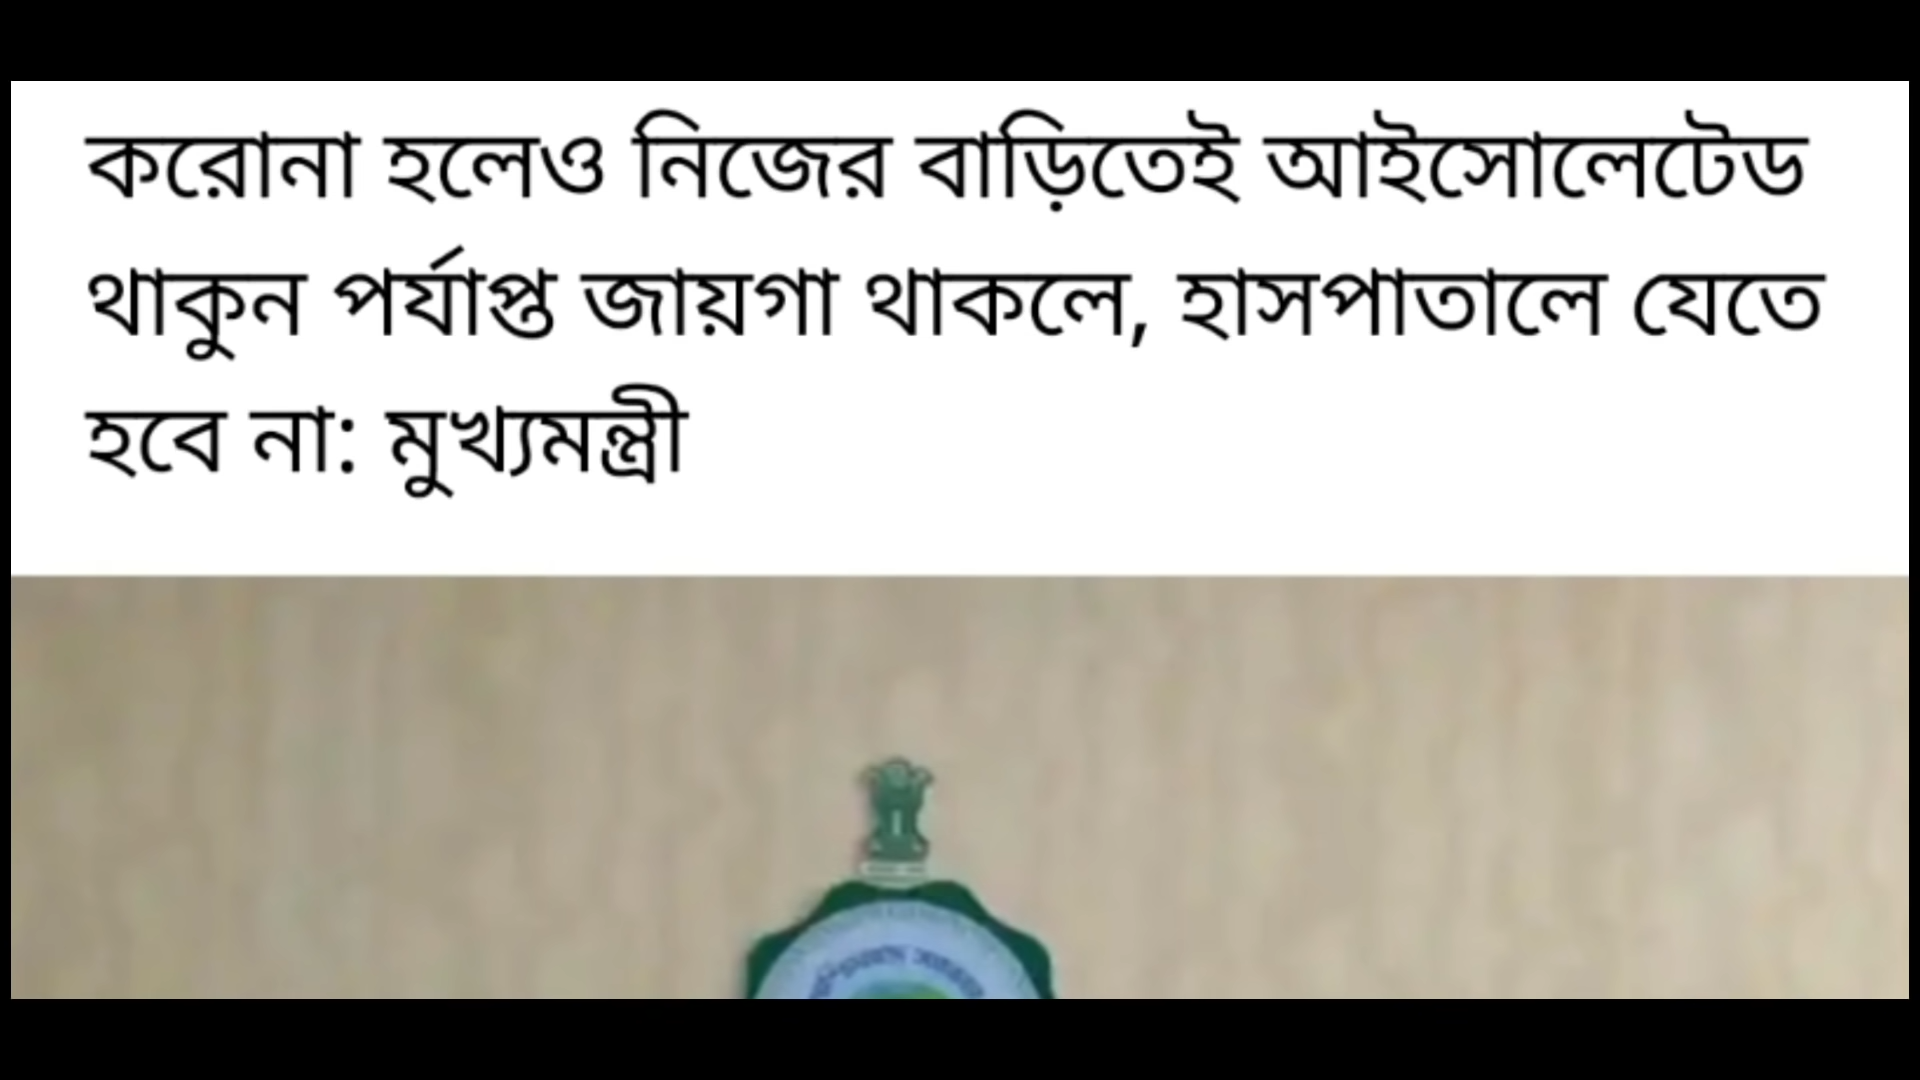 করোনা হলেও নিজের বাড়িতেই আইসোলেটেড
থাকুন পর্যাপ্ত জায়গা থাকলে, হাসপাতালে যেতে
হবে না: মুখ্যমন্ত্রী